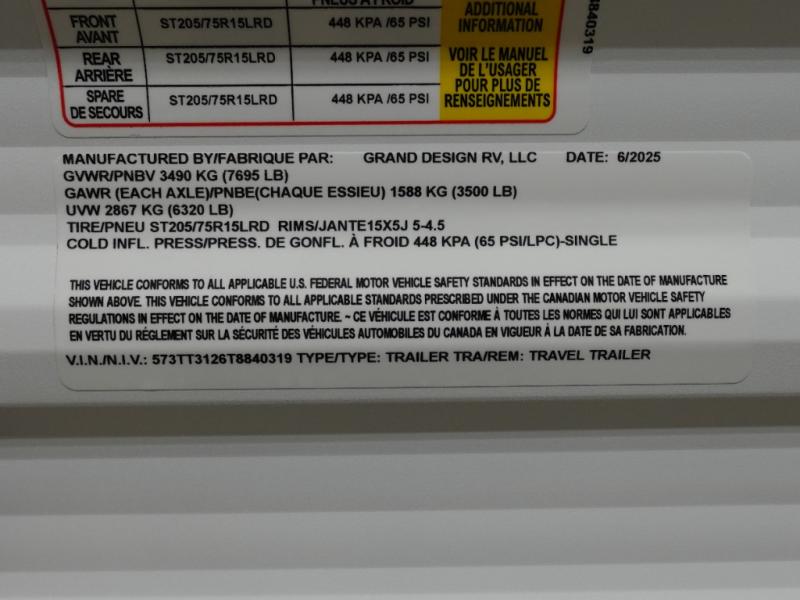 PNEUS À FROID
ADDITIONAL
INFORMATION
FRONT
AVANT
ST205/75R15LRD
448 KPA /65 PSI
REAR
ARRIÈRE
ST205/75R15LRD
448 KPA /65 PSI
SPARE
DE SECOURS
ST205/75R15LRD
448 KPA /65 PSI
VOIR LE MANUEL
DE L'USAGER
POUR PLUS DE
RENSEIGNEMENTS
8840319
MANUFACTURED BY/FABRIQUE PAR: GRAND DESIGN RV, LLC DATE: 6/2025
GVWR/PNBV 3490 KG (7695 LB)
GAWR (EACH AXLE)/PNBE(CHAQUE ESSIEU) 1588 KG (3500 LB)
UVW 2867 KG (6320 LB)
TIRE/PNEU ST205/75R15LRD RIMS/JANTE15X5J 5-4.5
COLD INFL. PRESS/PRESS. DE GONFL. À FROID 448 KPA (65 PSI/LPC)-SINGLE
THIS VEHICLE CONFORMS TO ALL APPLICABLE U.S. FEDERAL MOTOR VEHICLE SAFETY STANDARDS IN EFFECT ON THE DATE OF MANUFACTURE
SHOWN ABOVE. THIS VEHICLE CONFORMS TO ALL APPLICABLE STANDARDS PRESCRIBED UNDER THE CANADIAN MOTOR VEHICLE SAFETY
REGULATIONS IN EFFECT ON THE DATE OF MANUFACTURE. ~ CE VÉHICULE EST CONFORME À TOUTES LES NORMES QUI LUI SONT APPLICABLES
EN VERTU DU RÉGLEMENT SUR LA SÉCURITÉ DES VÉHICULES AUTOMOBILES DU CANADA EN VIGUEUR À LA DATE DE SA FABRICATION.
V.I.N./N.I.V.: 573TT3126T8840319 TYPE/TYPE: TRAILER TRA/REM: TRAVEL TRAILER